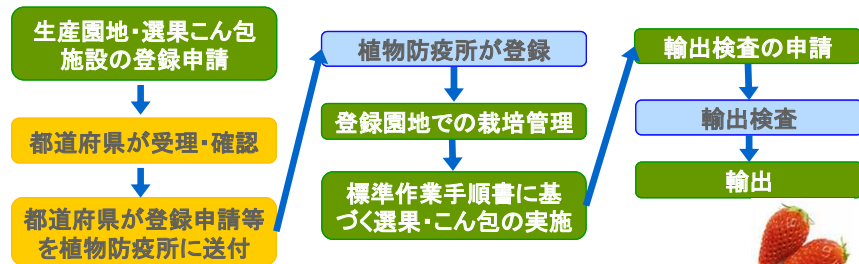 生産園地・選果こん包
施設の登録申請
都道府県が受理・確認
都道府県が登録申請等
を植物防疫所に送付
植物防疫所が登録
登録園地での栽培管理
標準作業手順書に基
づく選果・こん包の実施
輸出検査の申請
輸出検査
輸出